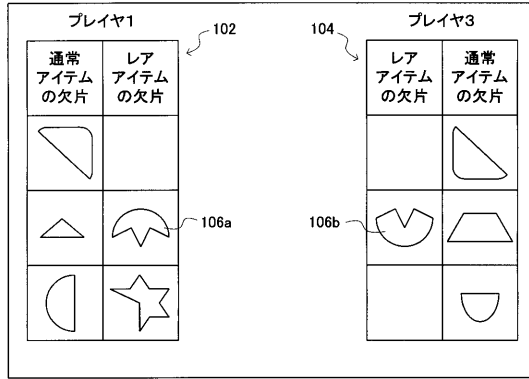 プレイヤ1
102
通常
アイテム
の欠片
レア
アイテム
の欠片
106a
プレイヤ3
104
レア
アイテム
の欠片
通常
アイテム
の欠片
106b